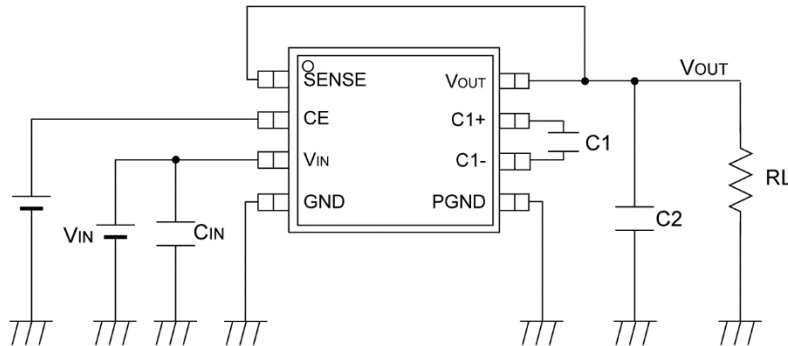 SENSE
VOUT
VOUT
CE
C1+
C1
VIN
C1-
RL
GND
PGND
VIN
CIN
C2